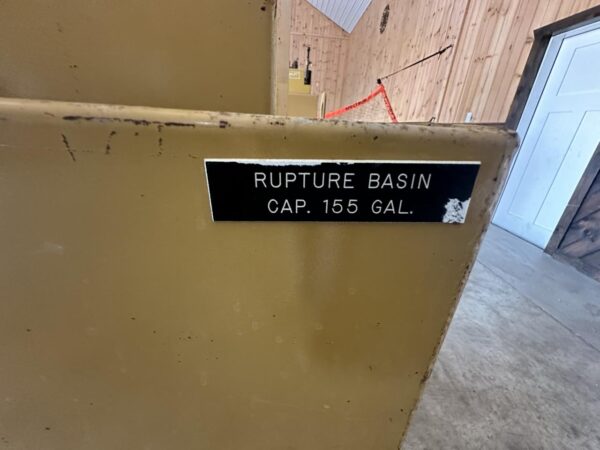 RUPTURE BASIN
CAP. 155 GAL.